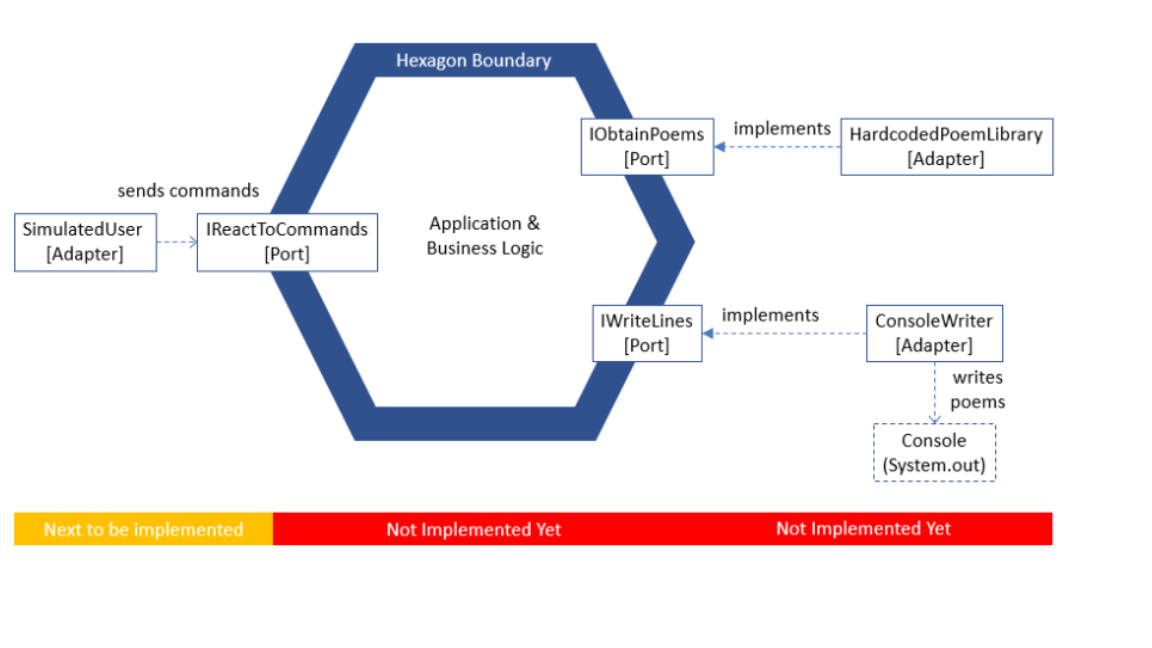 Hexagon Boundary
IObtainPoems
[Port]
implements
HardcodedPoemLibrary
[Adapter]
sends commands
SimulatedUser
[Adapter]
IReactToCommands
[Port]
Application &
Business Logic
IWriteLines
[Port]
implements
ConsoleWriter
[Adapter]
writes
poems
Console
(System.out)
Next to be implemented
Not Implemented Yet
Not Implemented Yet